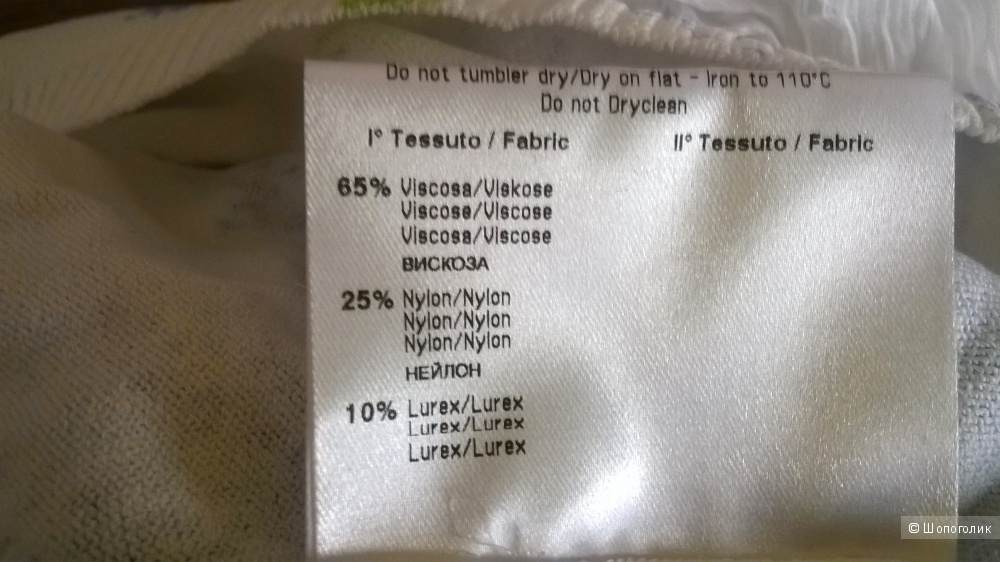 Do not tumbler dry/Dry on flat - Iron to 110°C
Do not Dryclean
I° Tessuto / Fabric
II° Tessuto / Fabric
65% Viscosa/Viskose
Viscose/Viscose
Viscosa/Viscose
ВИСКОЗА
25% Nylon/Nylon
Nylon/Nylon
Nylon/Nylon
НЕЙЛОН
10% Lurex/Lurex
Lurex/Lurex
Lurex/Lurex
© Шопоголик